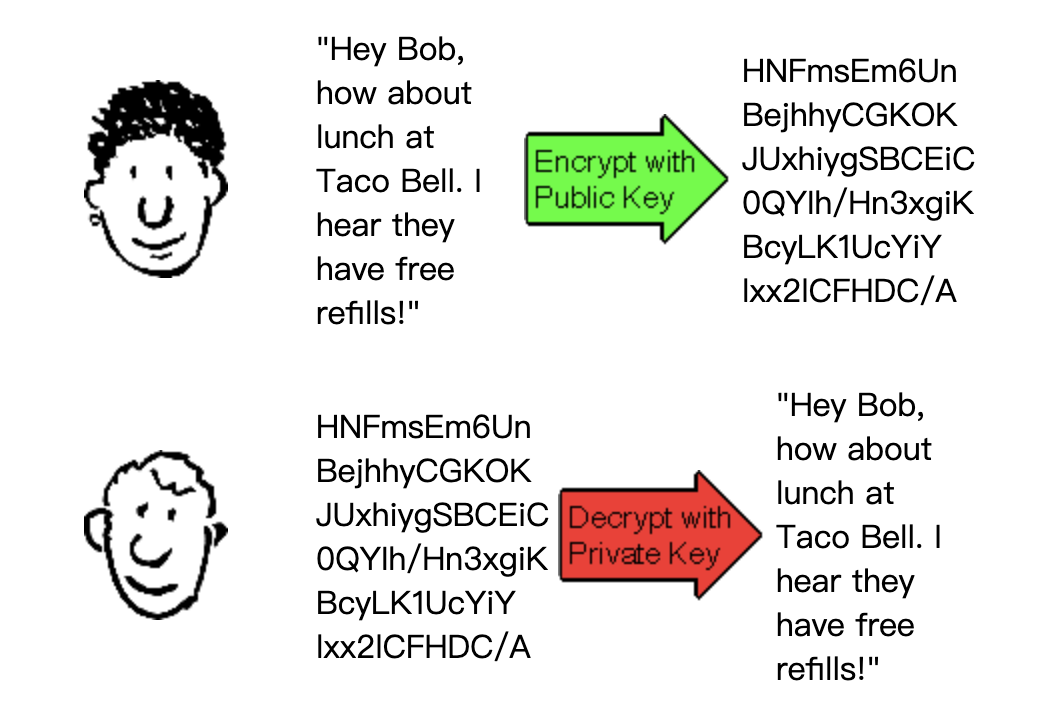 "Hey Bob,
how about
lunch at
Taco Bell. I
hear they
have free
refills!"
Encrypt with
Public Key
HNFmsEm6Un
BejhhyCGKOK
JUxhiygSBCEiC
0QYlh/Hn3xgiK
BcyLK1UcYiY
lxx2lCFHDC/A
HNFmsEm6Un
BejhhyCGKOK
JUxhiygSBCEiC
0QYlh/Hn3xgiK
BcyLK1UcYiY
lxx2lCFHDC/A
Decrypt with
Private Key
"Hey Bob,
how about
lunch at
Taco Bell. I
hear they
have free
refills!"